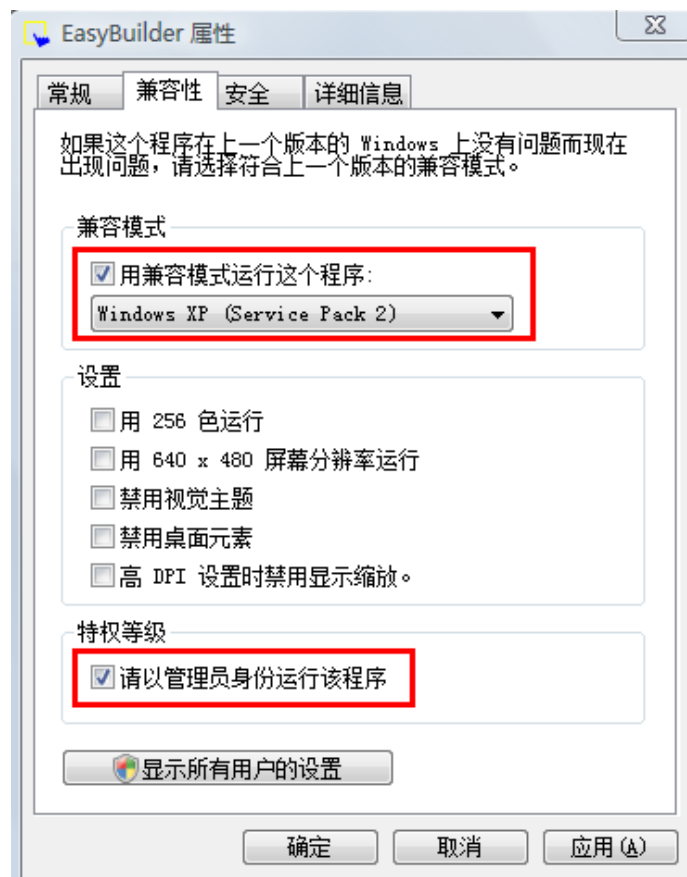 EasyBuilder 属性
常规 兼容性 安全 详细信息
如果这个程序在上一个版本的 Windows 上没有问题而现在
出现问题，请选择符合上一个版本的兼容模式。
兼容模式
用兼容模式运行这个程序:
Windows XP (Service Pack 2)
设置
用 256 色运行
用 640 x 480 屏幕分辨率运行
禁用视觉主题
禁用桌面元素
高 DPI 设置时禁用显示缩放。
特权等级
请以管理员身份运行该程序
显示所有用户的设置
确定 取消 应用(A)